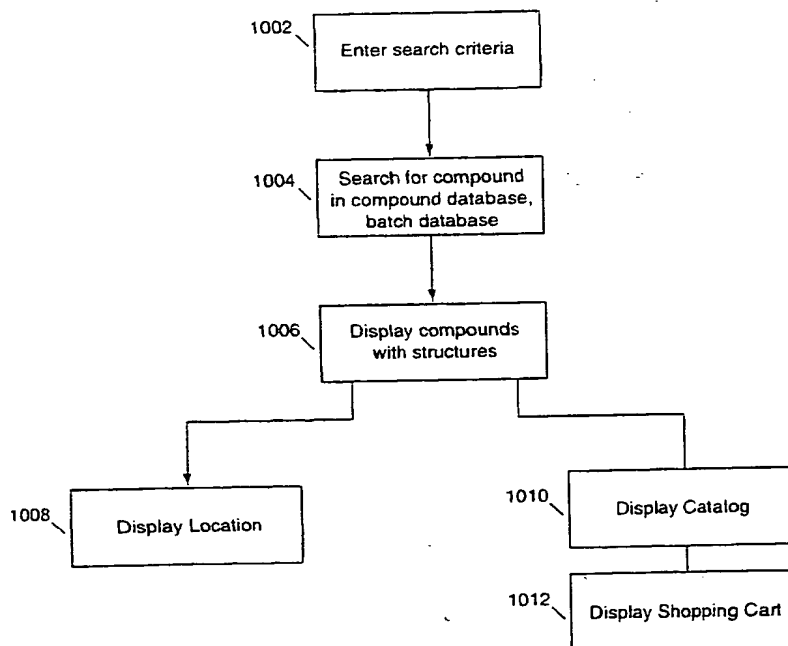 1002
Enter search criteria
1004
Search for compound
in compound database,
batch database
1006
Display compounds
with structures
1008
Display Location
1010
Display Catalog
1012
Display Shopping Cart